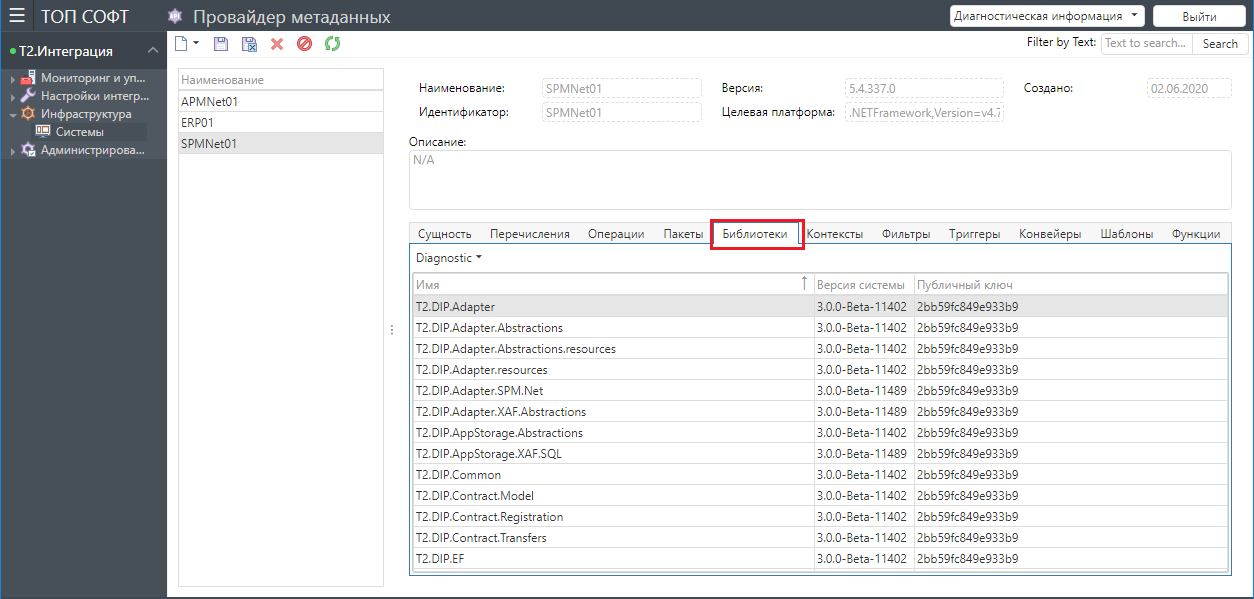 ТОП СОФТ
Провайдер метаданных
Диагностическая информация
Выйти
Т2.Интеграция
Filter by Text:
Text to search...
Search
Мониторинг и уп...
Настройки интегр...
Инфраструктура
Системы
Администрирова...
Наименование
APMNet01
ERP01
SPMNet01
Наименование: SPMNet01 Версия: 5.4.337.0 Создано: 02.06.2020
Идентификатор: SPMNet01 Целевая платформа: .NETFramework,Version=v4.7
Описание:
N/A
Сущность Перечисления Операции Пакеты Библиотеки Контексты Фильтры Триггеры Конвейеры Шаблоны Функции
Diagnostic
Имя Версия системы Публичный ключ
T2.DIP.Adapter 3.0.0-Beta-11402 2bb59fc849e933b9
T2.DIP.Adapter.Abstractions 3.0.0-Beta-11402 2bb59fc849e933b9
T2.DIP.Adapter.Abstractions.resources 3.0.0-Beta-11402 2bb59fc849e933b9
T2.DIP.Adapter.resources 3.0.0-Beta-11402 2bb59fc849e933b9
T2.DIP.Adapter.SPM.Net 3.0.0-Beta-11489 2bb59fc849e933b9
T2.DIP.Adapter.XAF.Abstractions 3.0.0-Beta-11489 2bb59fc849e933b9
T2.DIP.AppStorage.Abstractions 3.0.0-Beta-11402 2bb59fc849e933b9
T2.DIP.AppStorage.XAF.SQL 3.0.0-Beta-11489 2bb59fc849e933b9
T2.DIP.Common 3.0.0-Beta-11402 2bb59fc849e933b9
T2.DIP.Contract.Model 3.0.0-Beta-11402 2bb59fc849e933b9
T2.DIP.Contract.Registration 3.0.0-Beta-11402 2bb59fc849e933b9
T2.DIP.Contract.Transfers 3.0.0-Beta-11402 2bb59fc849e933b9
T2.DIP.EF 3.0.0-Beta-11402 2bb59fc849e933b9